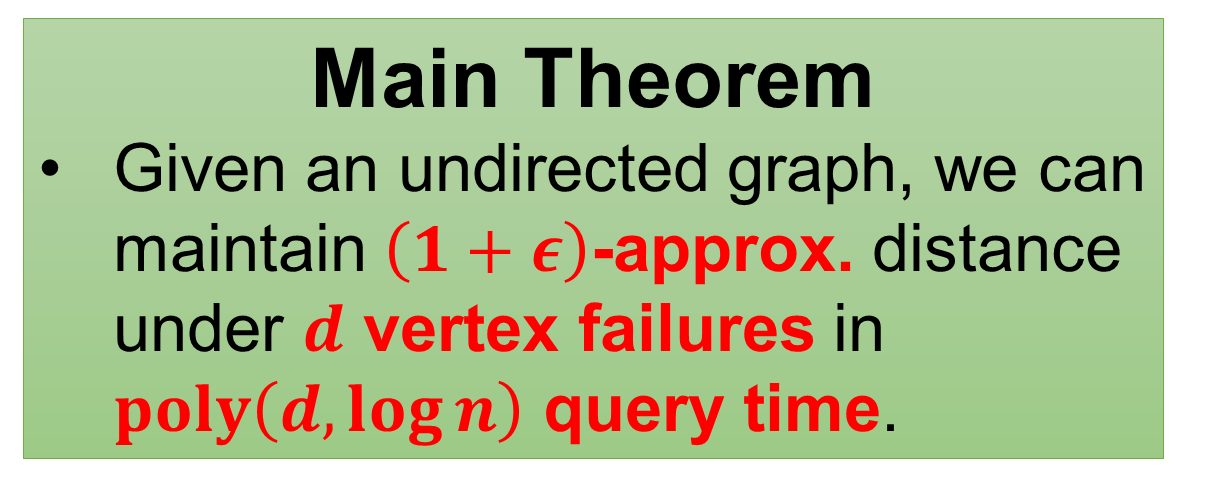 Main Theorem
• Given an undirected graph, we can
maintain (1 + ϵ)-approx. distance
under d vertex failures in
poly(d, log n) query time.